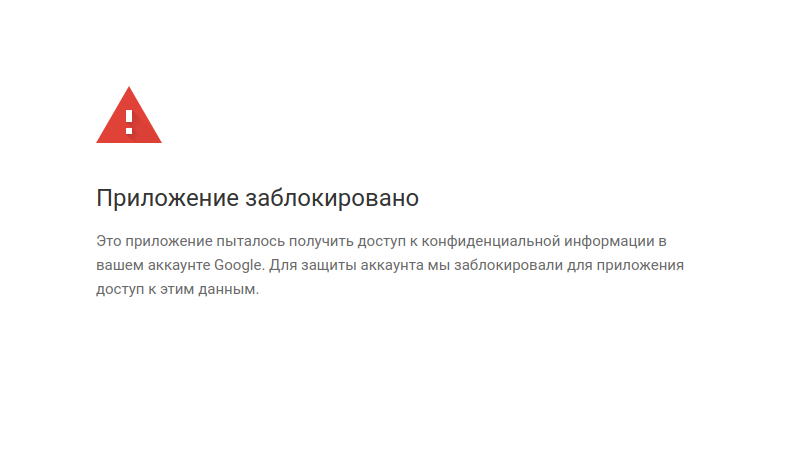 Приложение заблокировано
Это приложение пыталось получить доступ к конфиденциальной информации в
вашем аккаунте Google. Для защиты аккаунта мы заблокировали для приложения
доступ к этим данным.